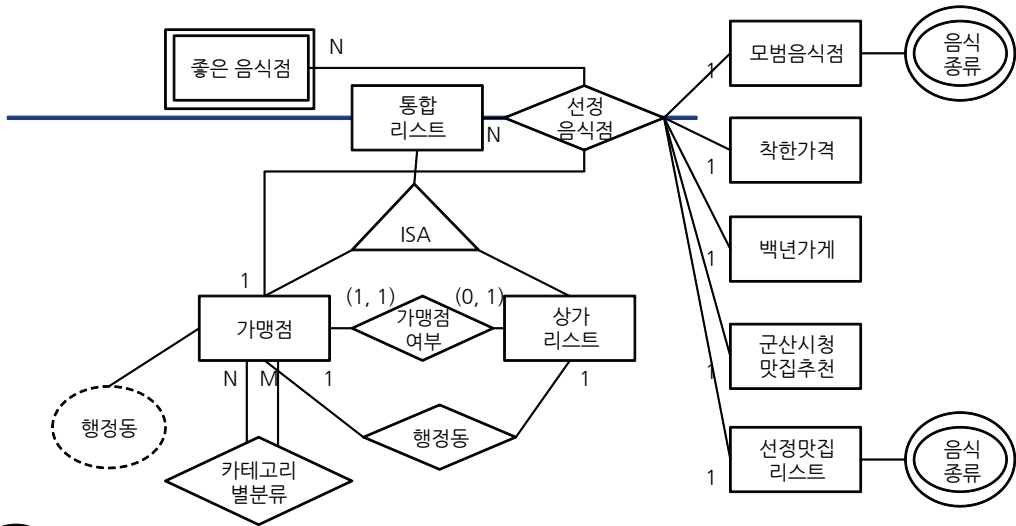 좋은 음식점
N
통합
리스트
N
선정
음식점
모범음식점
1
음식
종류
착한가격
1
백년가게
1
군산시청
맛집추천
1
선정맛집
리스트
1
음식
종류
ISA
1
가맹점
(1, 1)
가맹점
여부
(0, 1)
상가
리스트
N
M
1
1
행정동
행정동
카테고리
별분류